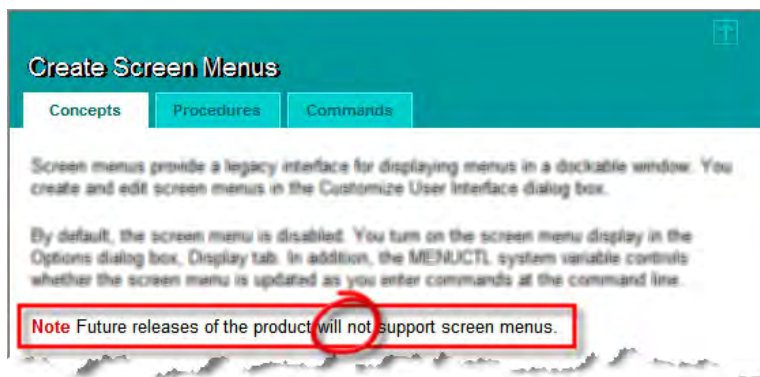 Create Screen Menus
Concepts Procedures Commands
Screen menus provide a legacy interface for displaying menus in a dockable window. You
create and edit screen menus in the Customize User Interface dialog box.
By default, the screen menu is disabled. You turn on the screen menu display in the
Options dialog box, Display tab. In addition, the MENUCTL system variable controls
whether the screen menu is updated as you enter commands at the command line.
Note Future releases of the product will not support screen menus.